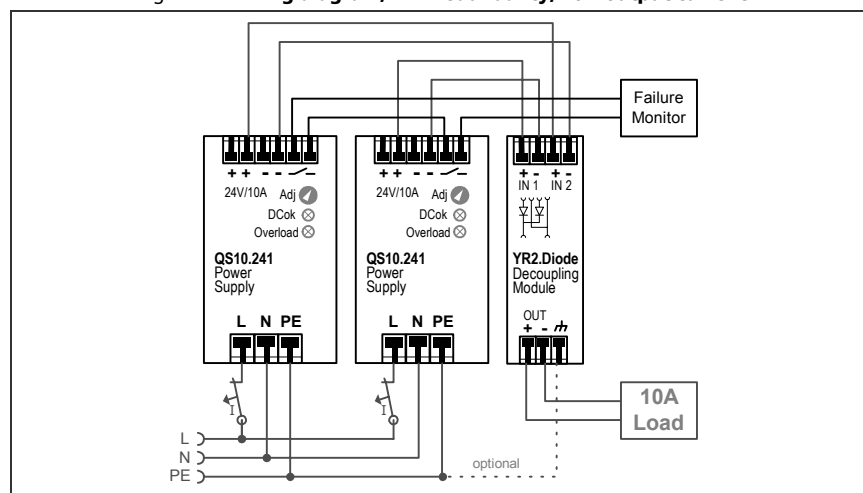 Failure
Monitor
+ + - -
+ + - -
+ - + -
IN 1 IN 2
24V/10A Adj
DCok
Overload
24V/10A Adj
DCok
Overload
QS10.241
Power
Supply
QS10.241
Power
Supply
YR2.Diode
Decoupling
Module
L N PE
L N PE
OUT
+ -
I
I
10A
Load
L
N
PE
optional